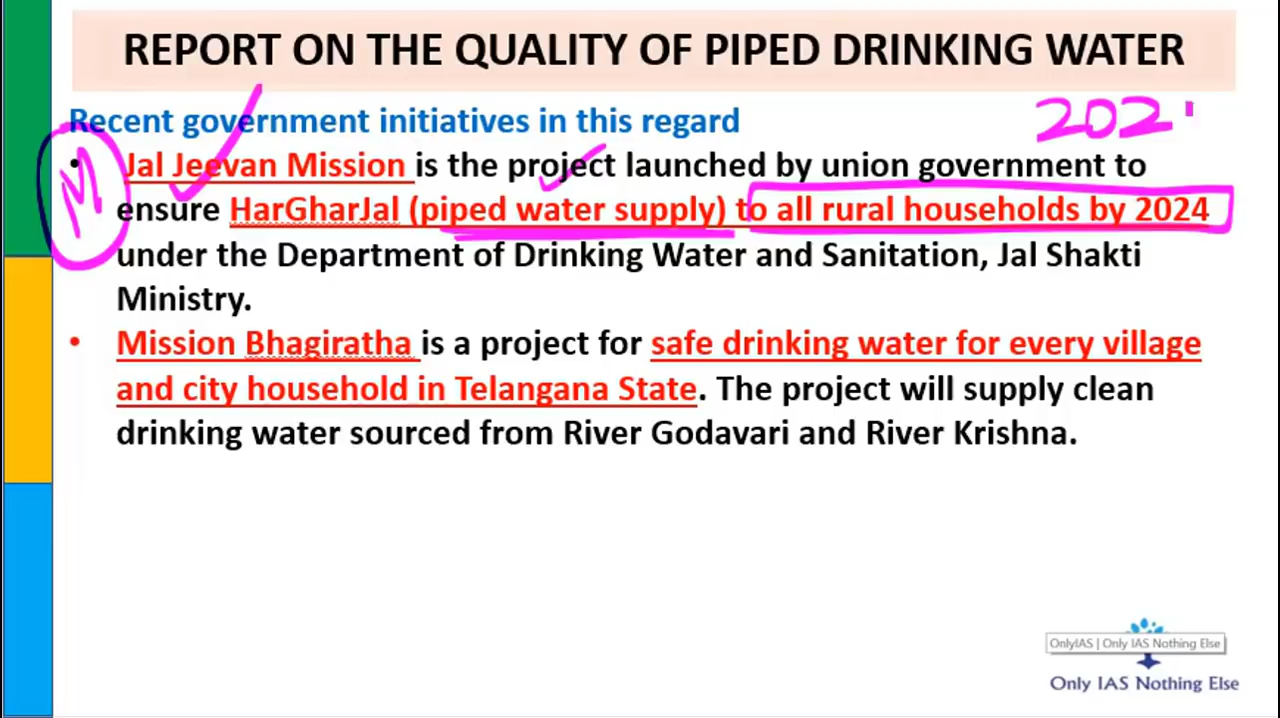 REPORT ON THE QUALITY OF PIPED DRINKING WATER
Recent government initiatives in this regard
202
• Jal Jeevan Mission is the project launched by union government to
ensure HarGharJal (piped water supply) to all rural households by 2024
under the Department of Drinking Water and Sanitation, Jal Shakti
Ministry.
• Mission Bhagiratha is a project for safe drinking water for every village
and city household in Telangana State. The project will supply clean
drinking water sourced from River Godavari and River Krishna.
OnlyIAS | Only IAS Nothing Else
Only IAS Nothing Else